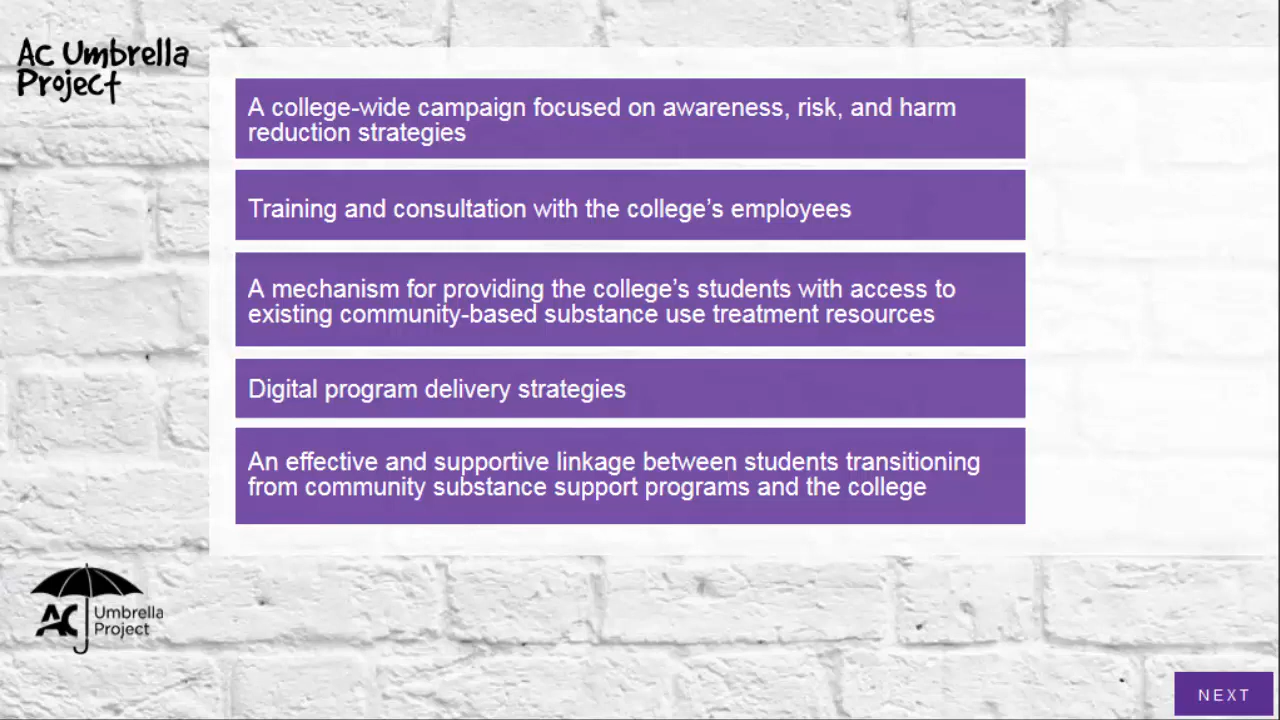 AC Umbrella
Project
A college-wide campaign focused on awareness, risk, and harm
reduction strategies
Training and consultation with the college’s employees
A mechanism for providing the college’s students with access to
existing community-based substance use treatment resources
Digital program delivery strategies
An effective and supportive linkage between students transitioning
from community substance support programs and the college
AC Umbrella
Project
NEXT